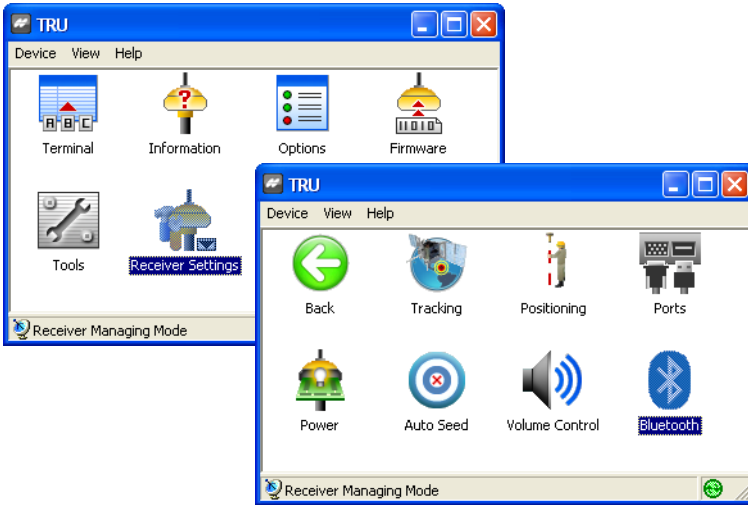 TRU
Device View Help
A B C
?
11010
Terminal Information Options Firmware
Tools Receiver Settings
Receiver Managing Mode
TRU
Device View Help
Back Tracking Positioning Ports
Power Auto Seed Volume Control Bluetooth
Receiver Managing Mode